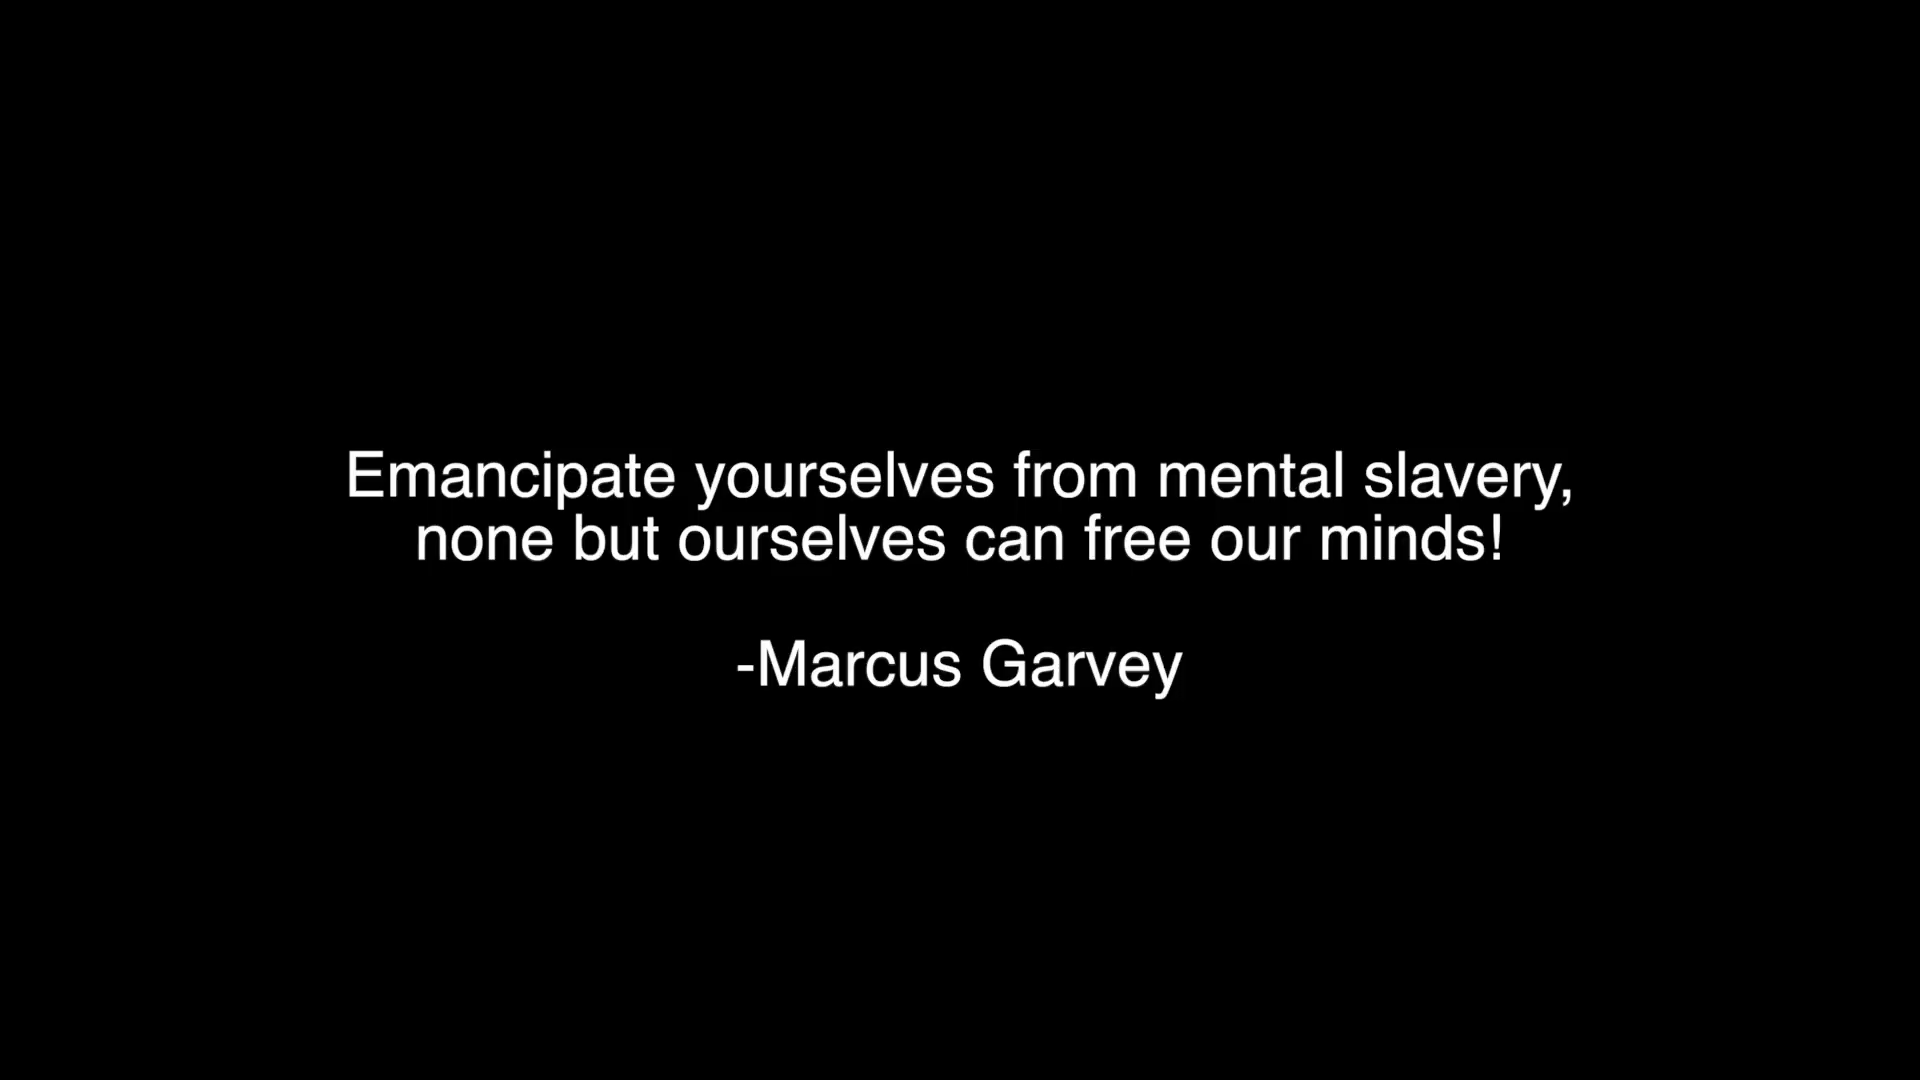 Emancipate yourselves from mental slavery,
none but ourselves can free our minds!
-Marcus Garvey